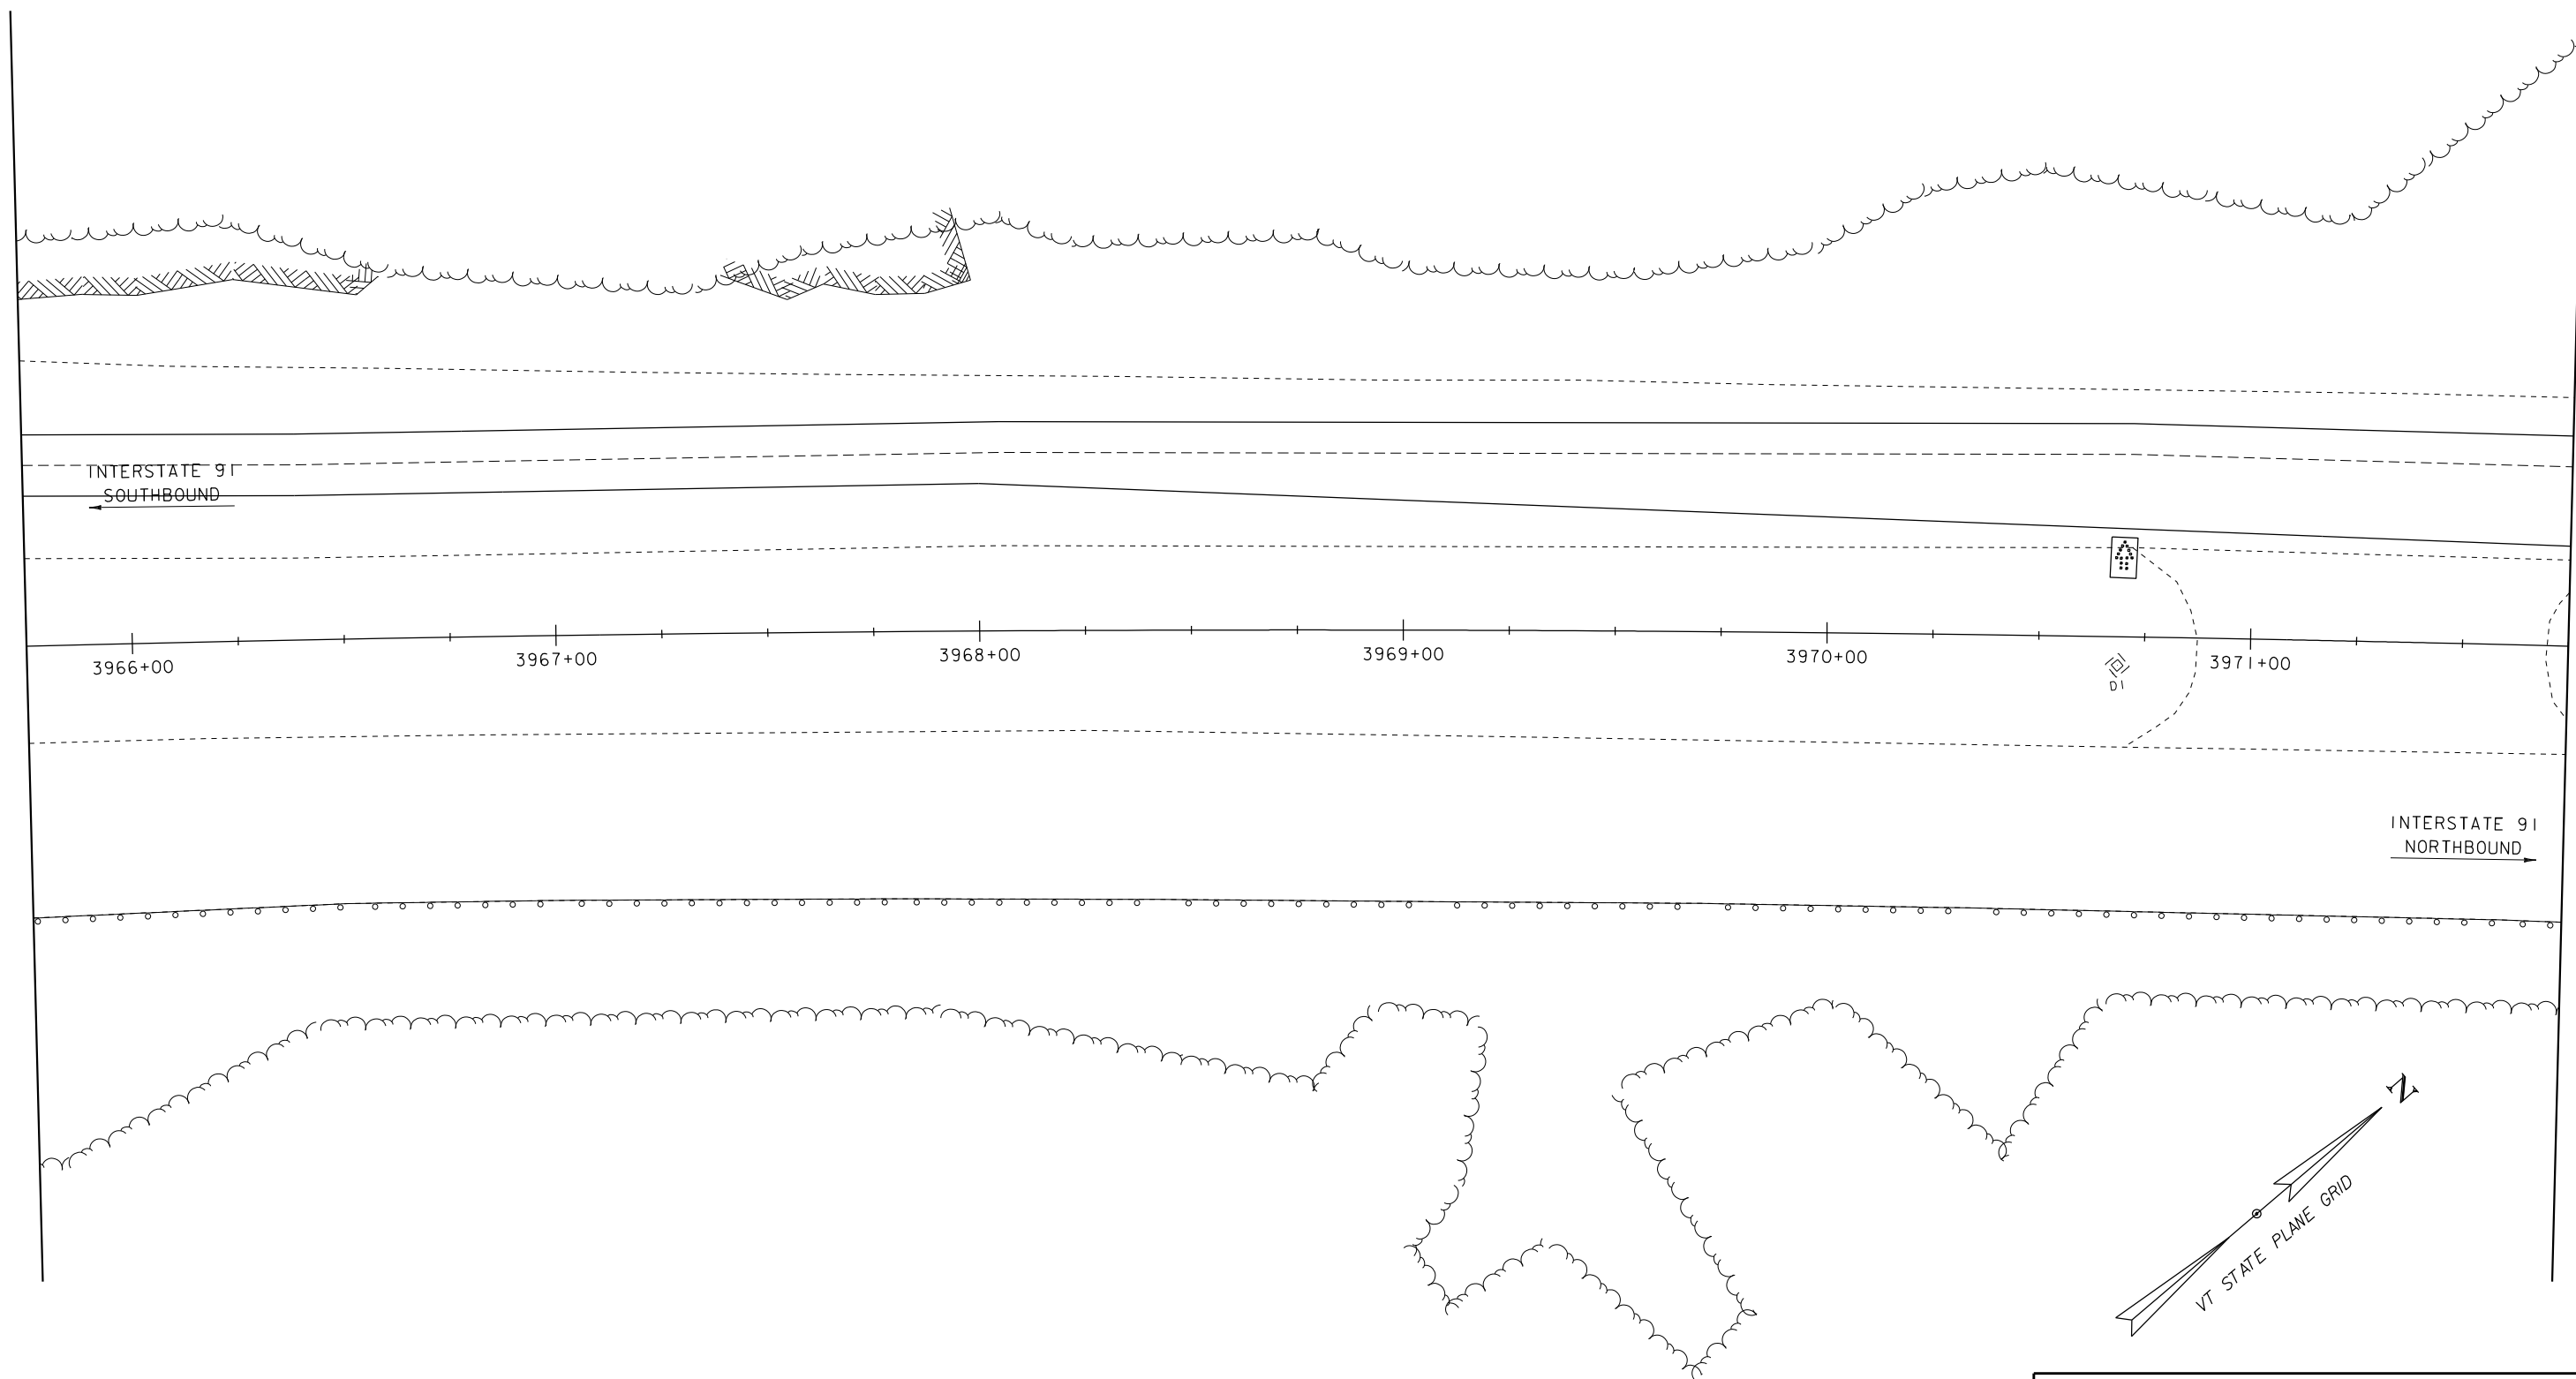 INTERSTATE 91
SOUTHBOUND
3966+00
3967+00
3968+00
3969+00
3970+00
3971+00
DI
INTERSTATE 91
NORTHBOUND
N
VT STATE PLANE GRID